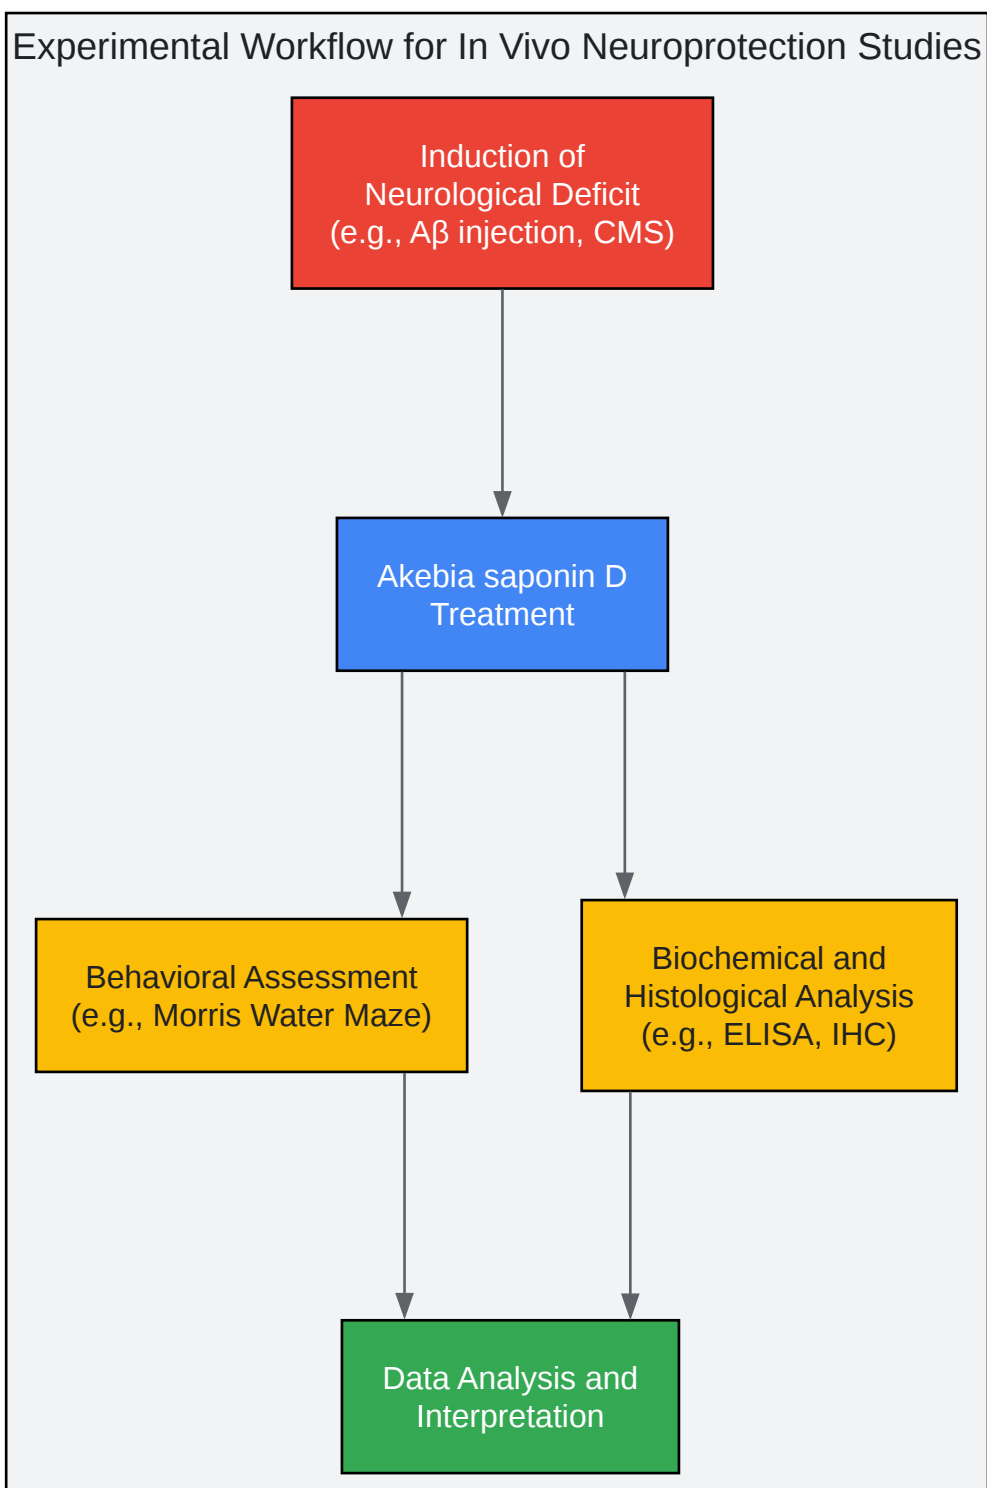 Experimental Workflow for In Vivo Neuroprotection Studies
Induction of
Neurological Deficit
(e.g., Aβ injection, CMS)
Akebia saponin D
Treatment
Behavioral Assessment
(e.g., Morris Water Maze)
Biochemical and
Histological Analysis
(e.g., ELISA, IHC)
Data Analysis and
Interpretation